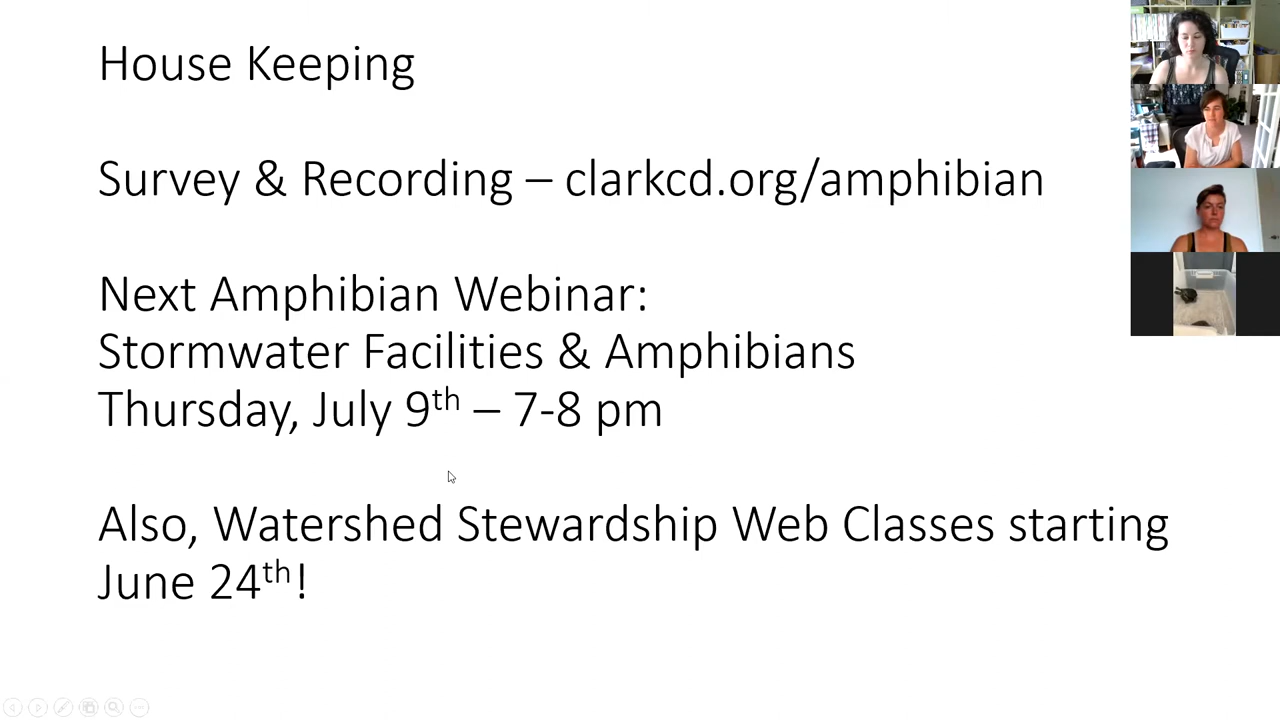 House Keeping
Survey & Recording – clarkcd.org/amphibian
Next Amphibian Webinar:
Stormwater Facilities & Amphibians
Thursday, July 9th – 7-8 pm
Also, Watershed Stewardship Web Classes starting
June 24th!